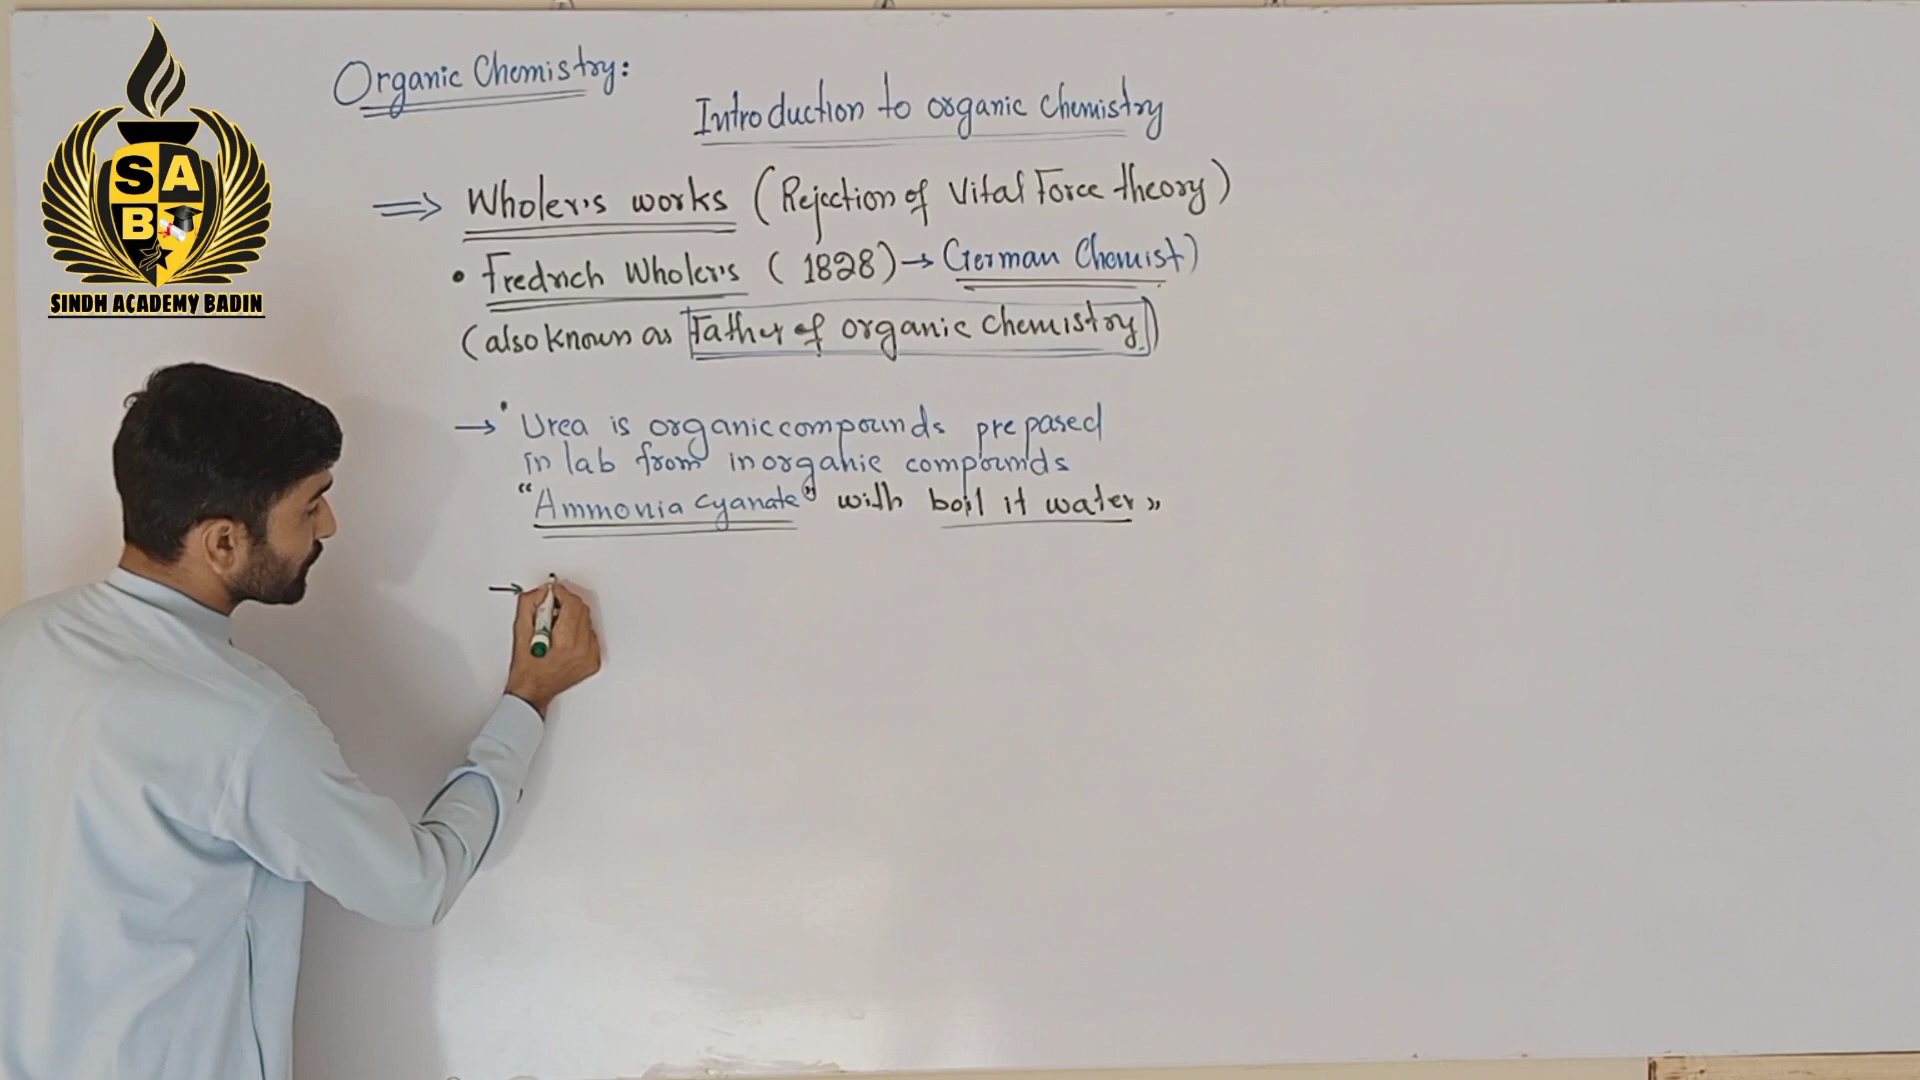 SAB
SINDH ACADEMY BADIN
Organic Chemistry:
Introduction to organic chemistry
⇒ Wholer's works (Rejection of Vital Force theory)
• Fredrich Wholer's (1828) → German Chemist)
(also known as Father of organic chemistry)
→ • Urea is organic compounds prepared
in lab from inorganic compounds
"Ammonia cyanate" with boil it water"
→